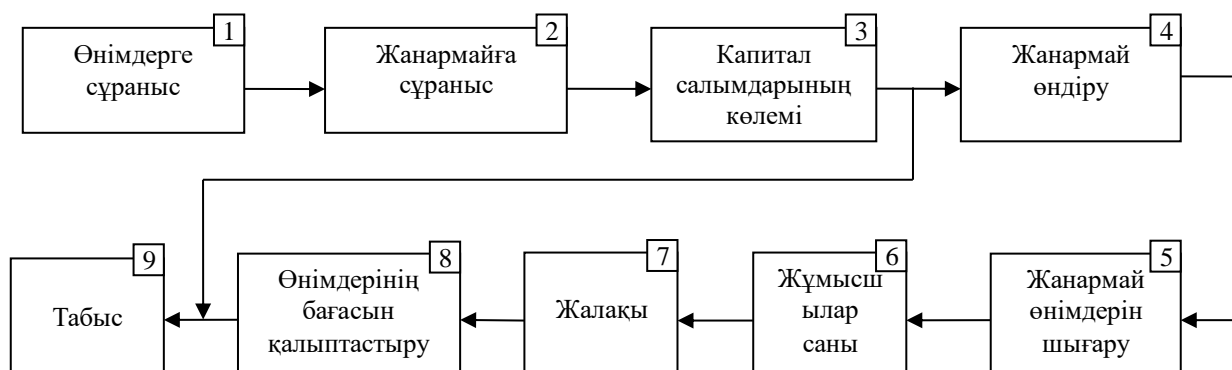 1
Өнімдерге
сұраныс
2
Жанармайға
сұраныс
3
Капитал
салымдарының
көлемі
4
Жанармай
өндіру
9
Табыс
8
Өнімдерінің
бағасын
қалыптастыру
7
Жалақы
6
Жұмысш
ылар
саны
5
Жанармай
өнімдерін
шығару